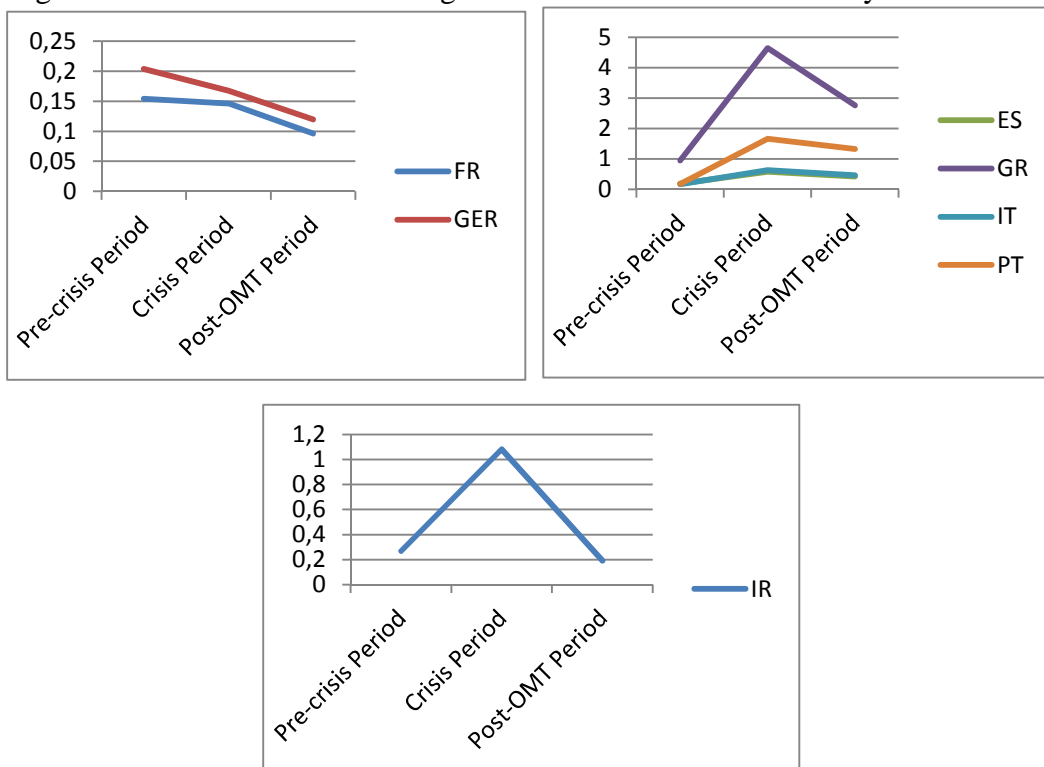 0,25
0,2
0,15
0,1
0,05
0
Pre-crisis Period
Crisis Period
Post-OMT Period
FR
GER
5
4
3
2
1
0
Pre-crisis Period
Crisis Period
Post-OMT Period
ES
GR
IT
PT
1,2
1
0,8
0,6
0,4
0,2
0
Pre-crisis Period
Crisis Period
Post-OMT Period
IR